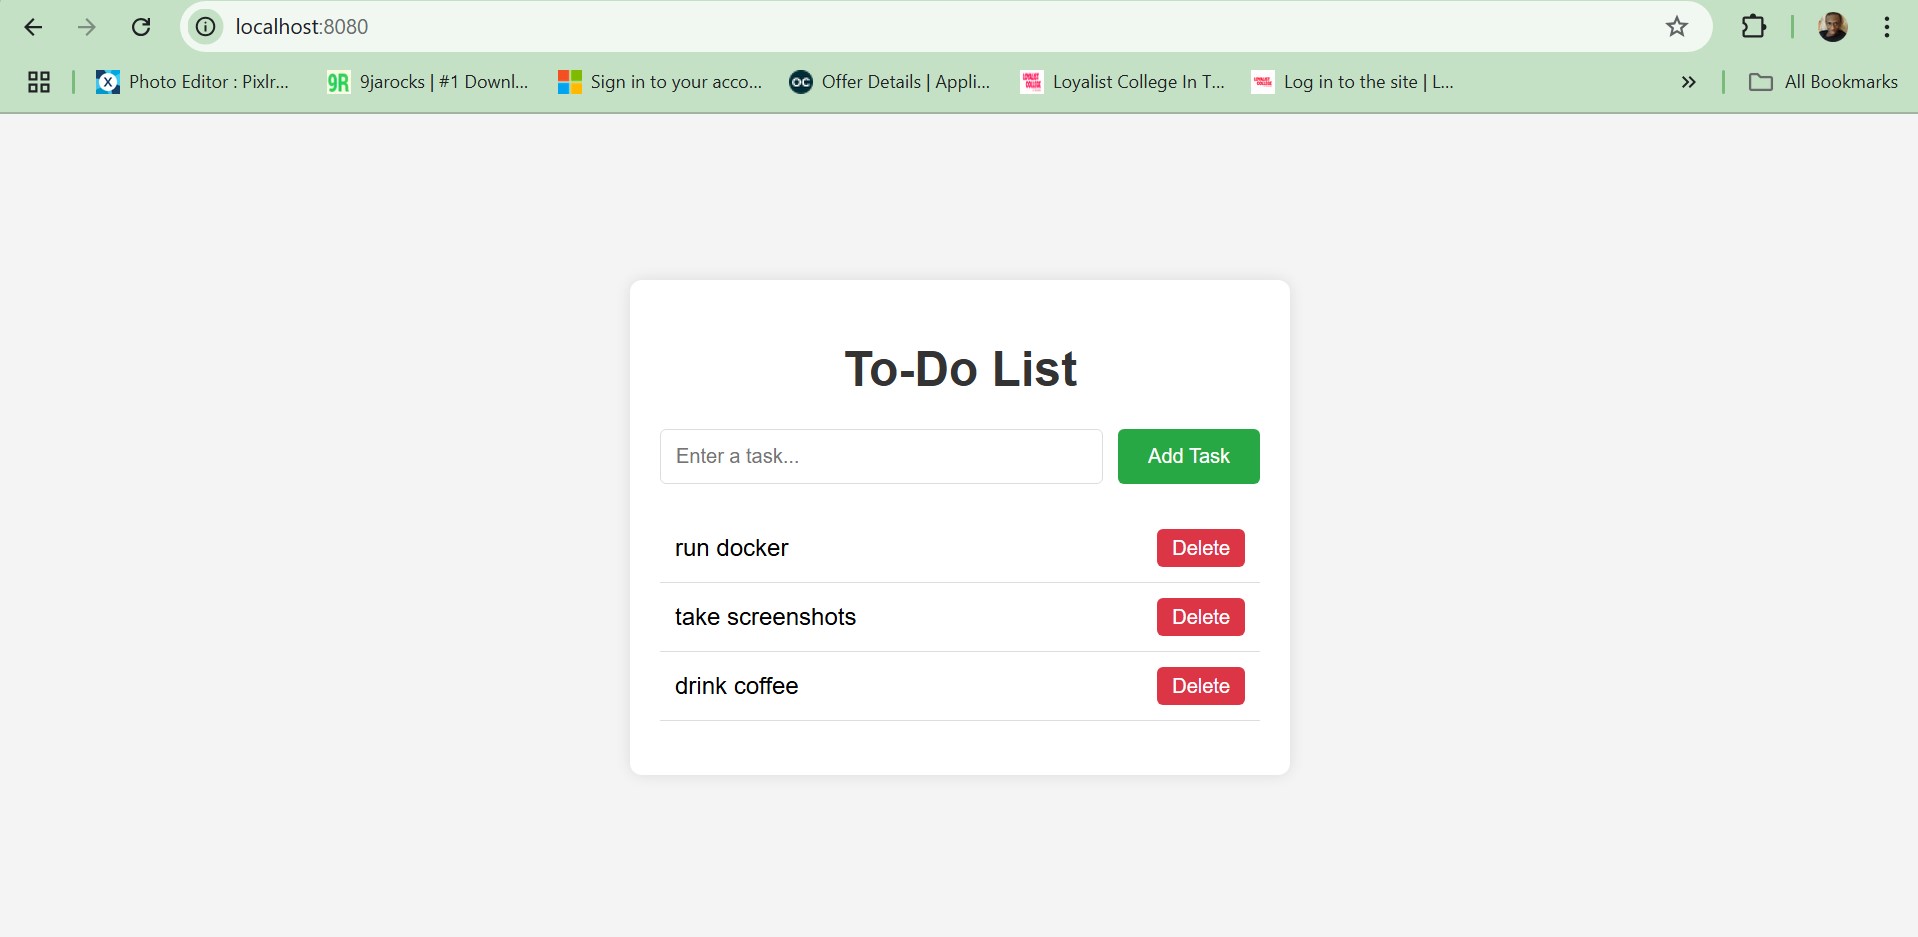 localhost:8080
Photo Editor : Pixlr... 9jarocks | #1 Downl... Sign in to your acco... Offer Details | Appli... Loyalist College In T... Log in to the site | L... All Bookmarks
To-Do List
Enter a task... Add Task
run docker Delete
take screenshots Delete
drink coffee Delete